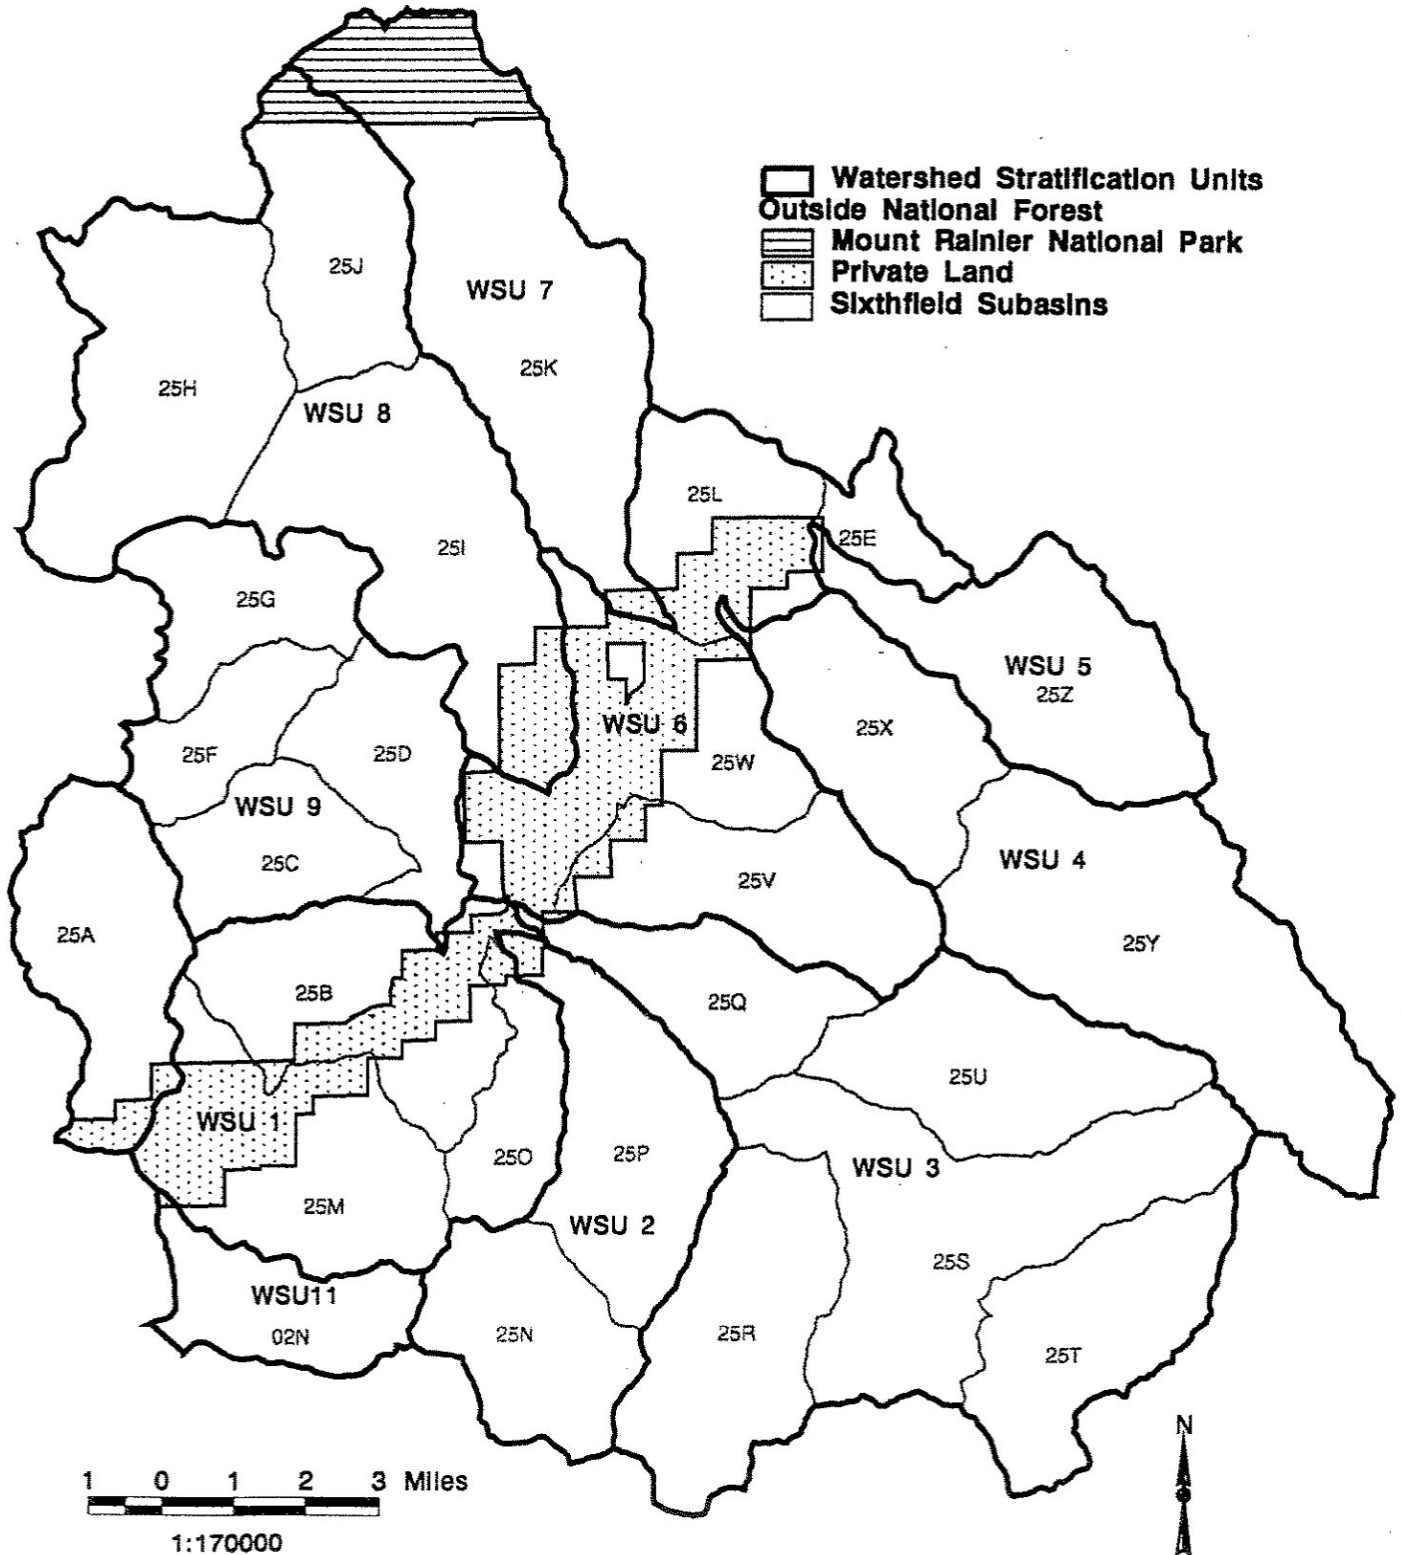 Watershed Stratification Units
Outside National Forest
Mount Rainier National Park
Private Land
Sixthfield Subasins
25J
WSU 7
25K
25H
WSU 8
25L
25E
25I
25G
WSU 5
25Z
WSU 6
25X
25F
25D
25W
WSU 9
WSU 4
25C
25V
25A
25Y
25B
25Q
25U
WSU 1
25O
25P
WSU 3
25M
WSU 2
25S
WSU11
02N
25N
25R
25T
N
1 0 1 2 3 Miles
1:170000